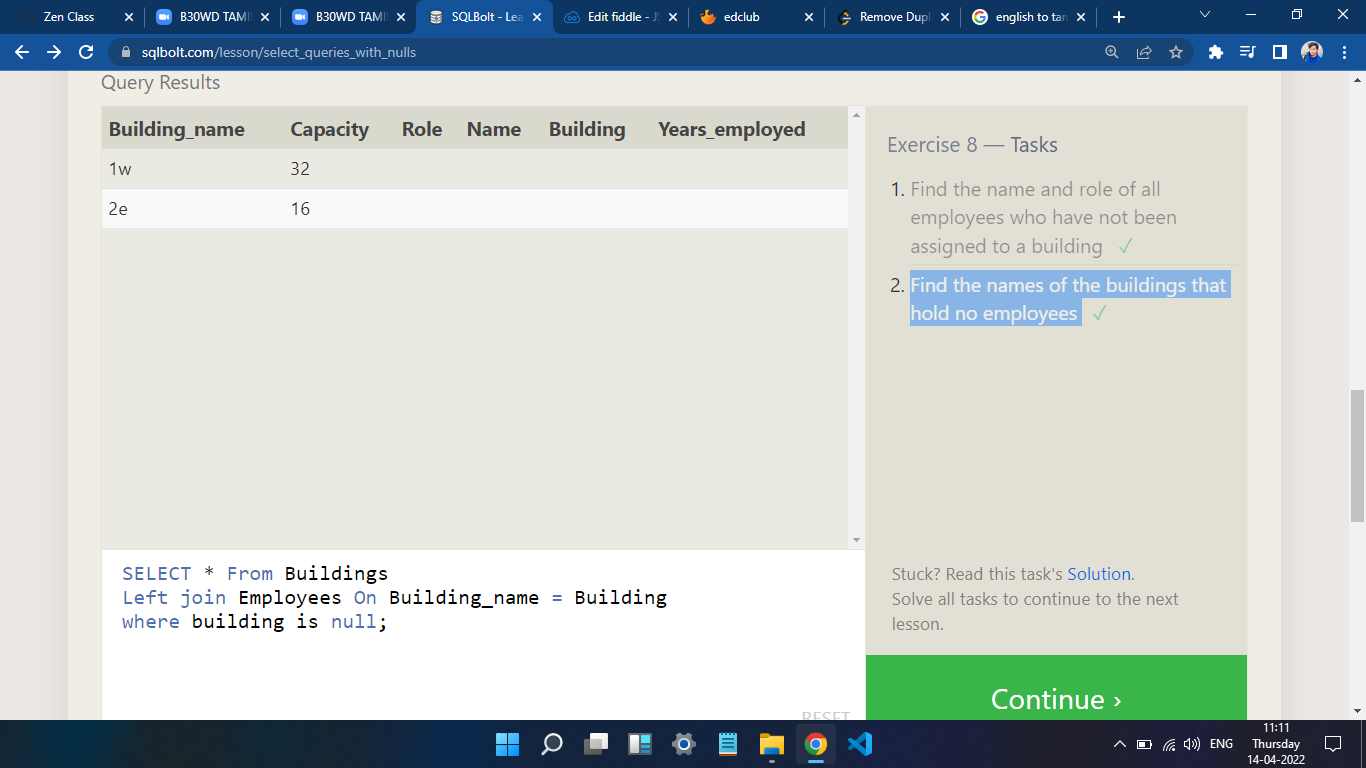 Zen Class
B30WD TAMI
B30WD TAMI
SQLBolt - Lea
Edit fiddle - JS
edclub
Remove Dupl
english to tan
sqlbolt.com/lesson/select_queries_with_nulls
Query Results
Building_name Capacity Role Name Building Years_employed
1w 32
2e 16
Exercise 8 — Tasks
1. Find the name and role of all
employees who have not been
assigned to a building ✓
2. Find the names of the buildings that
hold no employees ✓
SELECT * From Buildings
Left join Employees On Building_name = Building
where building is null;
RESET
Stuck? Read this task's Solution.
Solve all tasks to continue to the next
lesson.
Continue ›
ENG
11:11
Thursday
14-04-2022